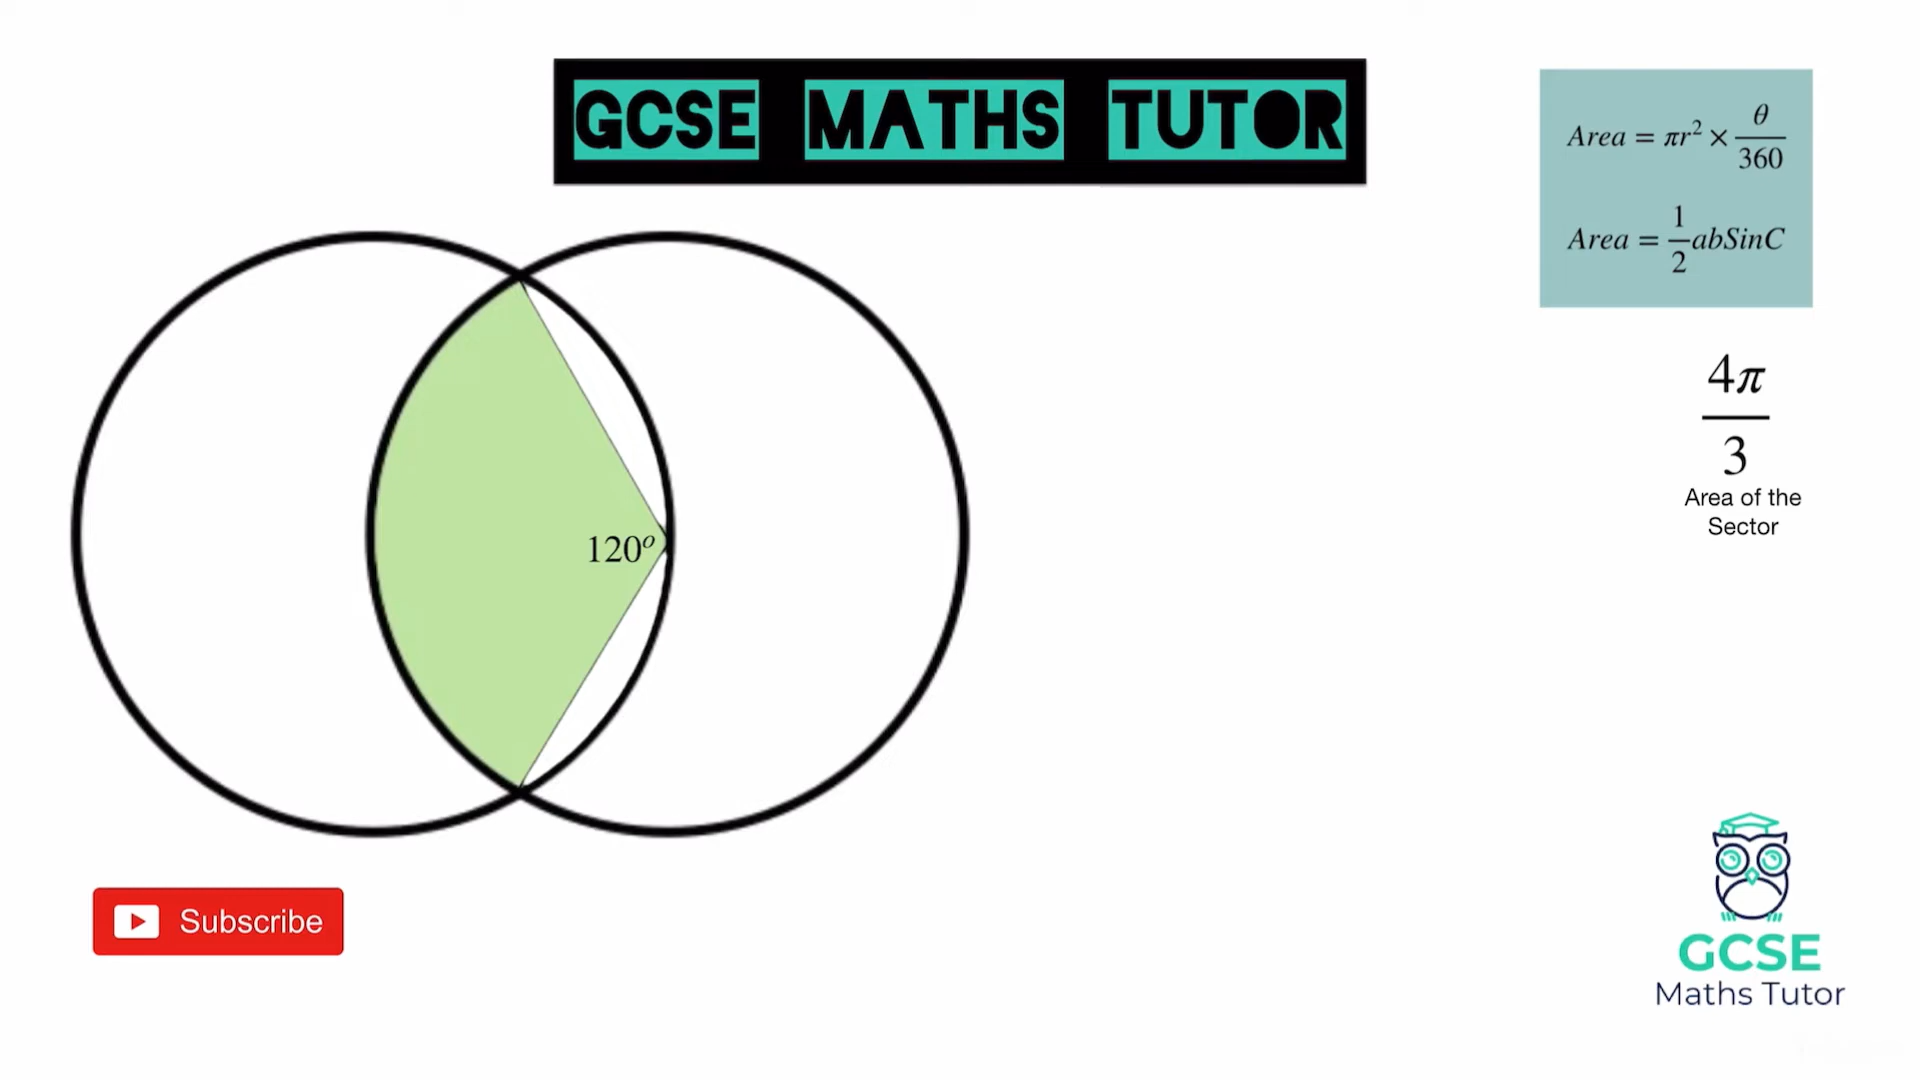 GCSE MATHS TUTOR
Area = πr² × θ/360
Area = 1/2 abSinC
4π/3
Area of the
Sector
120°
Subscribe
GCSE
Maths Tutor